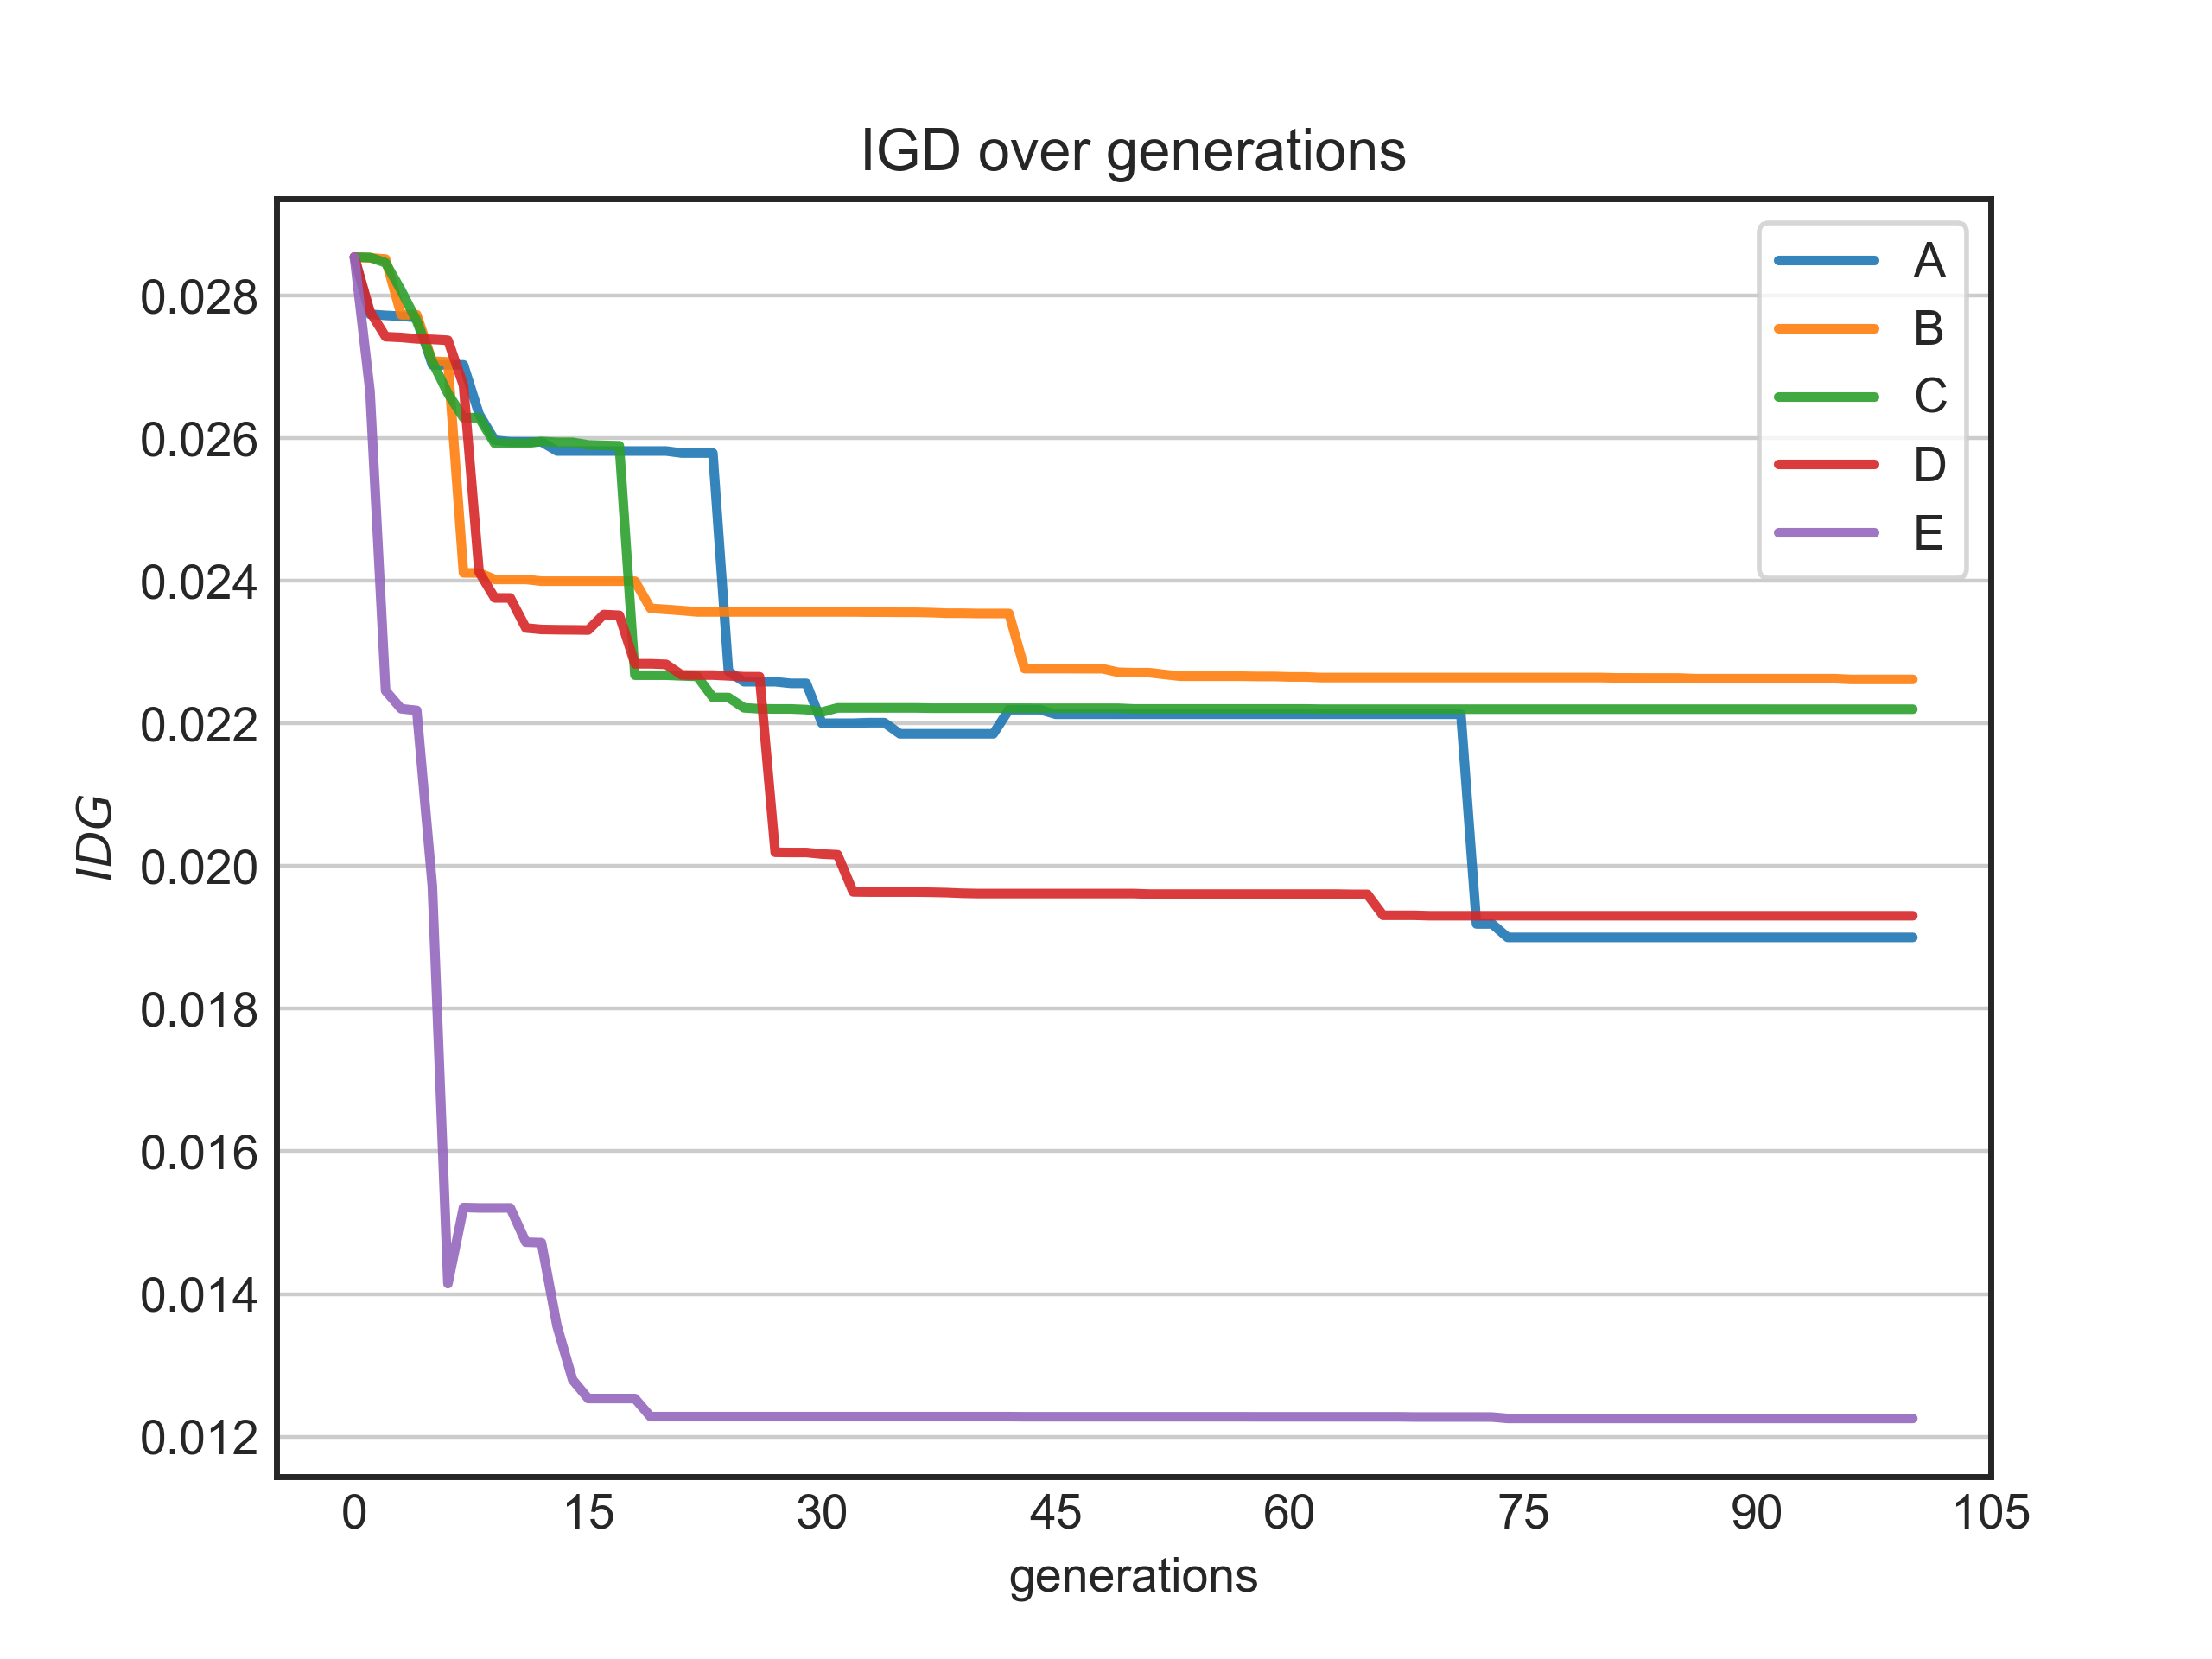 IGD over generations
A
B
C
D
E
0.028
0.026
0.024
0.022
0.020
0.018
0.016
0.014
0.012
IDG
0 15 30 45 60 75 90 105
generations